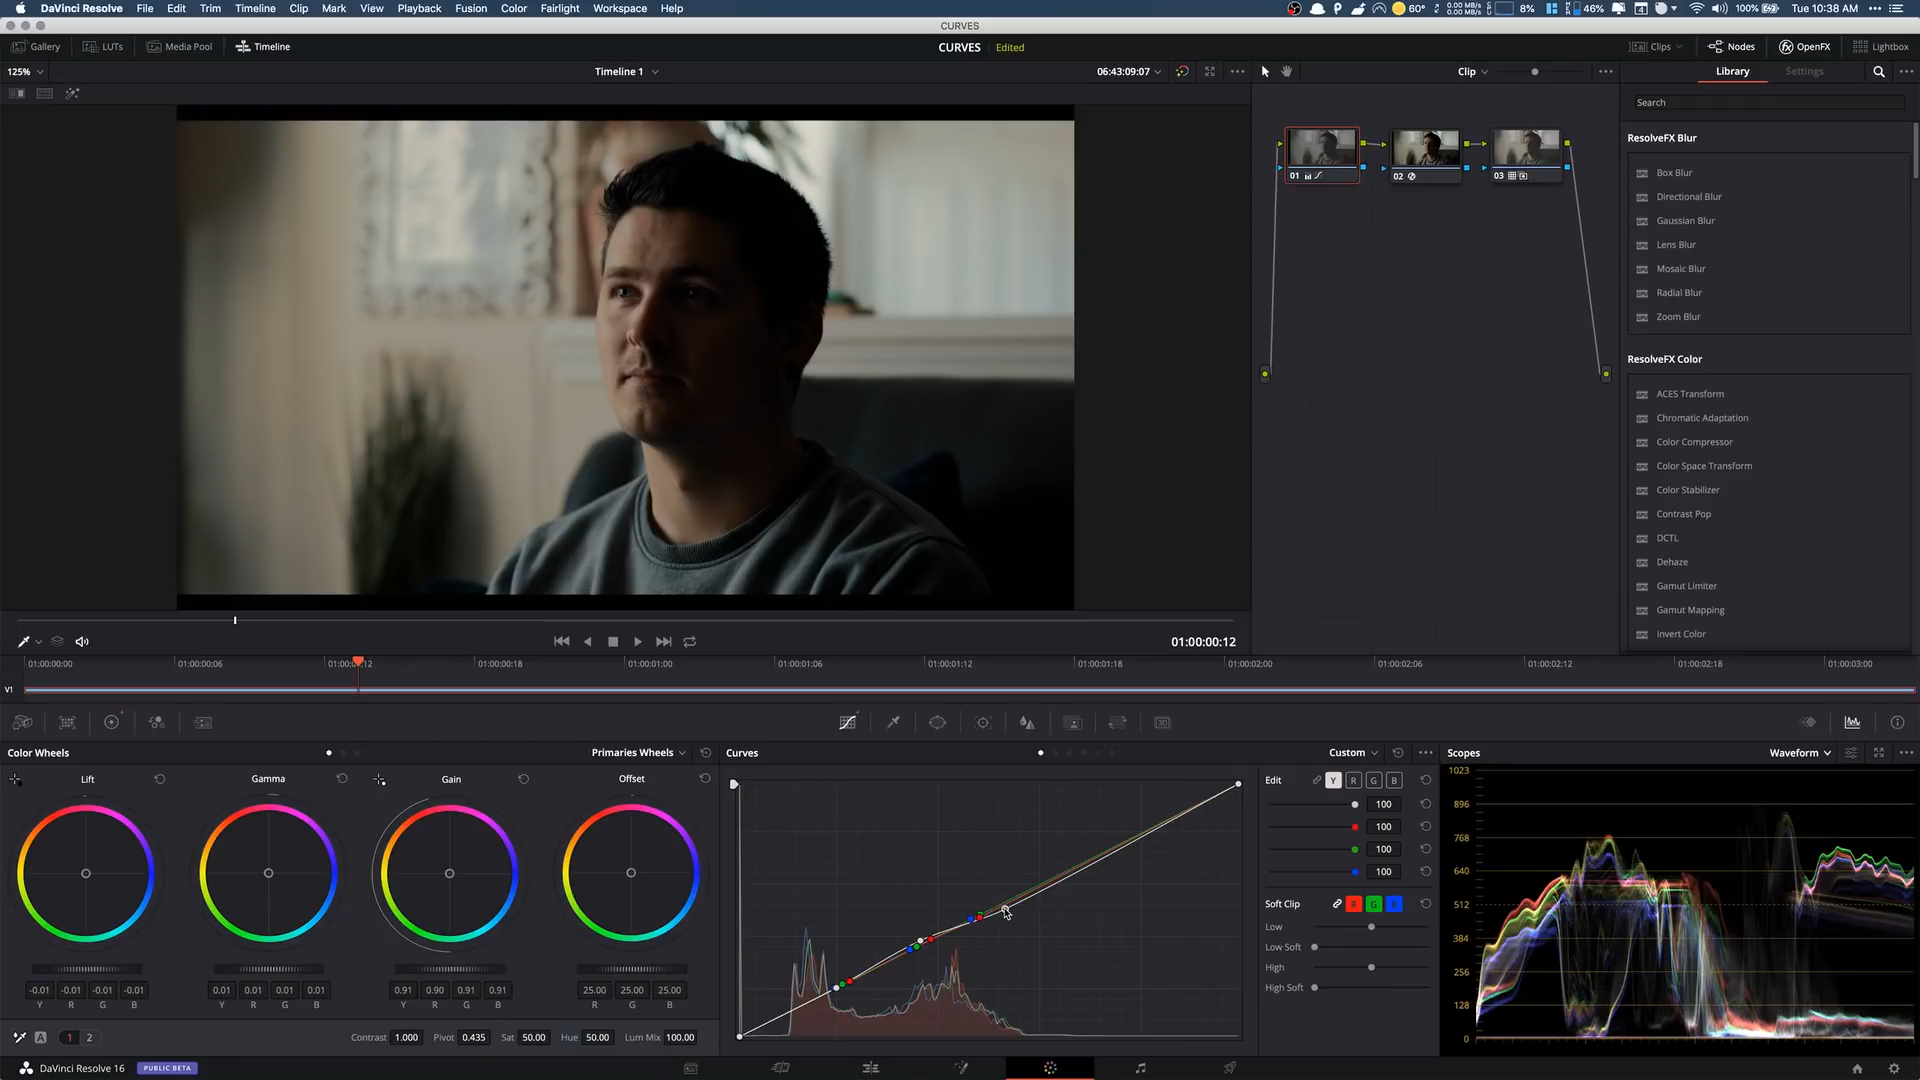 DaVinci Resolve File Edit Trim Timeline Clip Mark View Playback Fusion Color Fairlight Workspace Help 60° 0.00 MB/s 0.00 MB/s 8% 46% 4 100% Tue 10:38 AM
CURVES
Gallery LUTs Media Pool Timeline CURVES Edited Clips Nodes OpenFX Lightbox
125% Timeline 1 06:43:09:07 Clip Library Settings
Search
ResolveFX Blur
Box Blur
Directional Blur
Gaussian Blur
Lens Blur
Mosaic Blur
Radial Blur
Zoom Blur
ResolveFX Color
ACES Transform
Chromatic Adaptation
Color Compressor
Color Space Transform
Color Stabilizer
Contrast Pop
DCTL
Dehaze
Gamut Limiter
Gamut Mapping
Invert Color
01 02 03
01:00:00:12
01:00:00:00 01:00:00:06 01:00:00:12 01:00:00:18 01:00:01:00 01:00:01:06 01:00:01:12 01:00:01:18 01:00:02:00 01:00:02:06 01:00:02:12 01:00:02:18 01:00:03:00
V1
Color Wheels Primaries Wheels Curves Custom Scopes Waveform
Lift Gamma Gain Offset
-0.01 -0.01 -0.01 -0.01 0.01 0.01 0.01 0.01 0.91 0.90 0.91 0.91 25.00 25.00 25.00
Y R G B Y R G B Y R G B R G B
A 1 2 Contrast 1.000 Pivot 0.435 Sat 50.00 Hue 50.00 Lum Mix 100.00
Edit Y R G B
100
100
100
100
Soft Clip R G B
Low
Low Soft
High
High Soft
1023
896
768
640
512
384
256
128
0
DaVinci Resolve 16 PUBLIC BETA